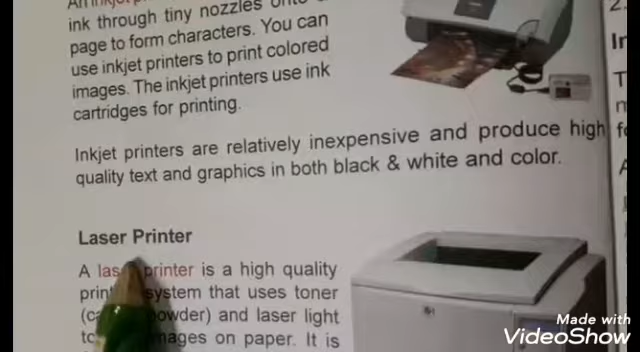 ink through tiny nozzles onto a
page to form characters. You can
use inkjet printers to print colored
images. The inkjet printers use ink
cartridges for printing.
Inkjet printers are relatively inexpensive and produce high
quality text and graphics in both black & white and color.
Laser Printer
A printer is a high quality
system that uses toner
and laser light
on paper. It is
Made with
VideoShow